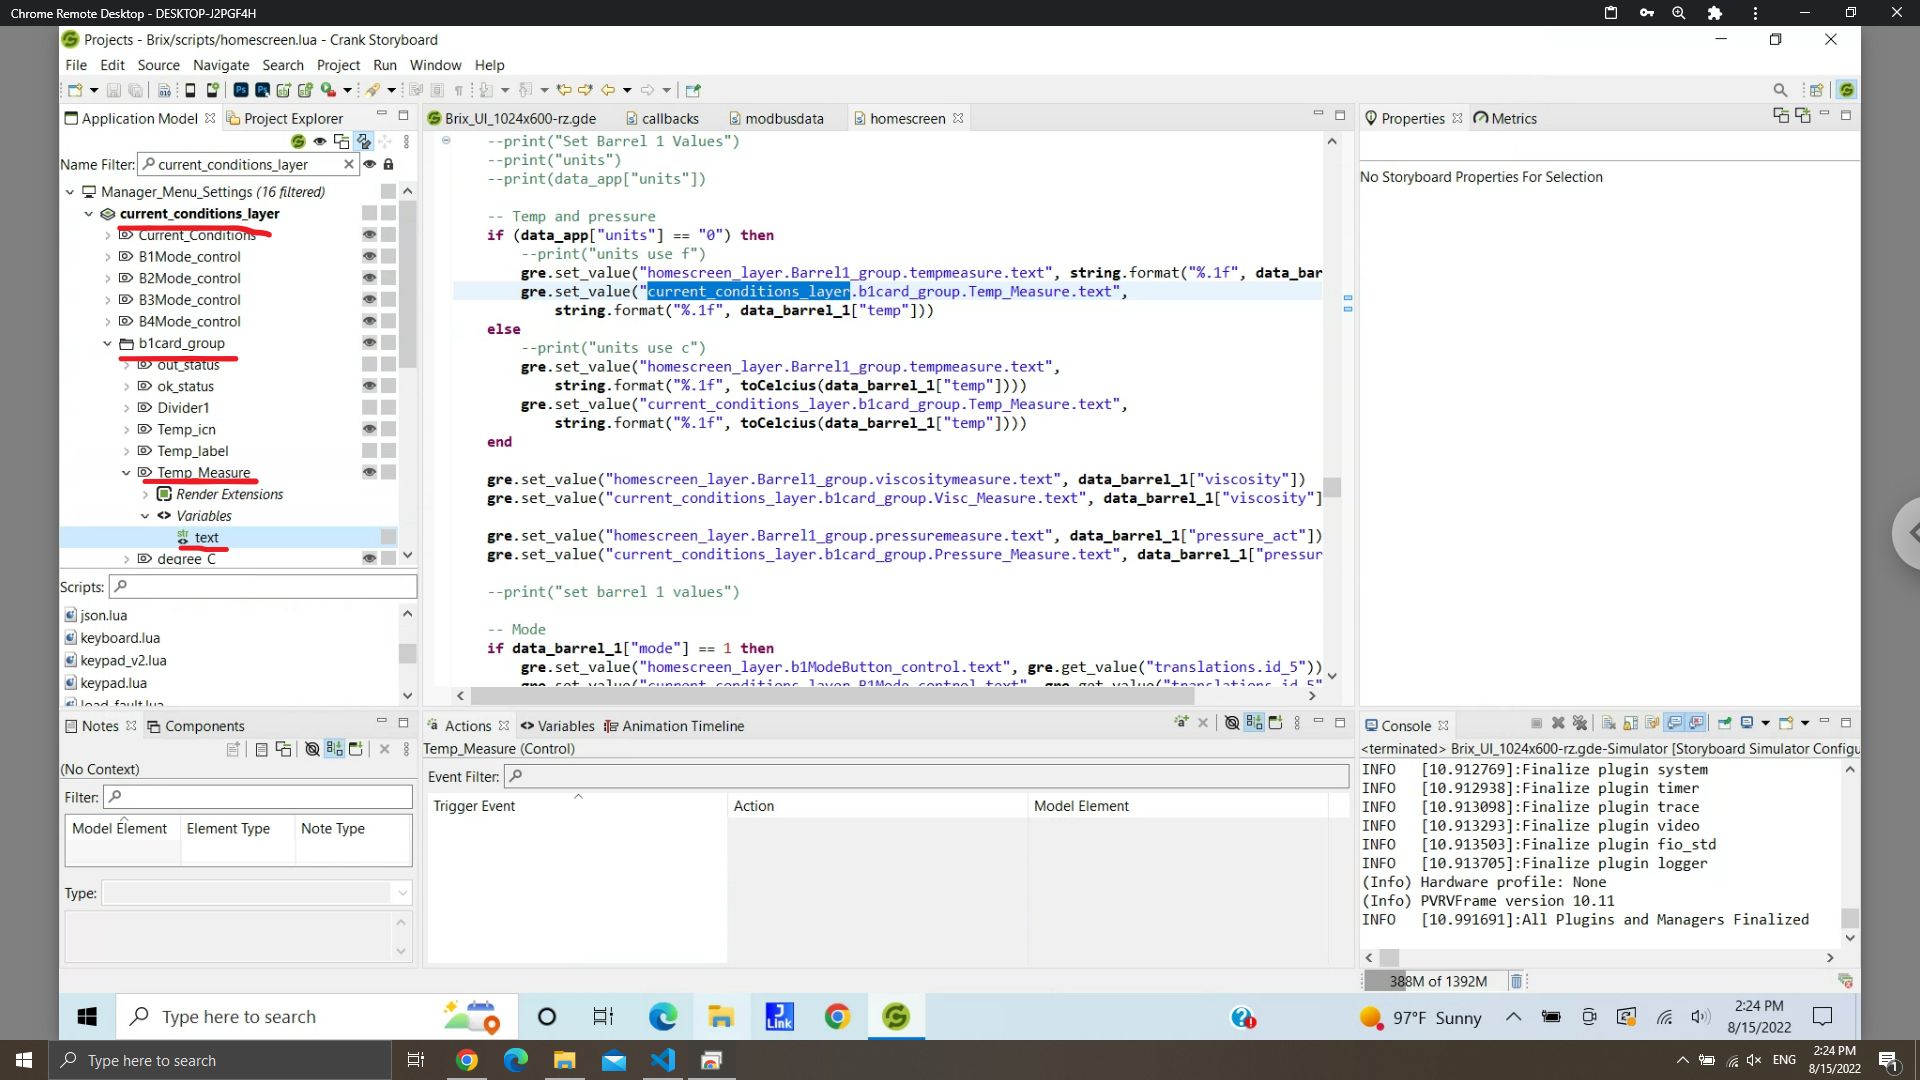 Chrome Remote Desktop - DESKTOP-J2PGF4H
Projects - Brix/scripts/homescreen.lua - Crank Storyboard
File Edit Source Navigate Search Project Run Window Help
Application Model
Project Explorer
Name Filter: current_conditions_layer
Manager_Menu_Settings (16 filtered)
current_conditions_layer
Current_Conditions
B1Mode_control
B2Mode_control
B3Mode_control
B4Mode_control
b1card_group
out_status
ok_status
Divider1
Temp_icn
Temp_label
Temp_Measure
Render Extensions
Variables
text
degree_C
Scripts:
json.lua
keyboard.lua
keypad_v2.lua
keypad.lua
load_fault.lua
Brix_UI_1024x600-rz.gde callbacks modbusdata homescreen
--print("Set Barrel 1 Values")
--print("units")
--print(data_app["units"])
-- Temp and pressure
if (data_app["units"] == "0") then
--print("units use f")
gre.set_value("homescreen_layer.Barrel1_group.tempmeasure.text", string.format("%.1f", data_bar
gre.set_value("current_conditions_layer.b1card_group.Temp_Measure.text",
string.format("%.1f", data_barrel_1["temp"]))
else
--print("units use c")
gre.set_value("homescreen_layer.Barrel1_group.tempmeasure.text",
string.format("%.1f", toCelcius(data_barrel_1["temp"])))
gre.set_value("current_conditions_layer.b1card_group.Temp_Measure.text",
string.format("%.1f", toCelcius(data_barrel_1["temp"])))
end
gre.set_value("homescreen_layer.Barrel1_group.viscositymeasure.text", data_barrel_1["viscosity"])
gre.set_value("current_conditions_layer.b1card_group.Visc_Measure.text", data_barrel_1["viscosity"]
gre.set_value("homescreen_layer.Barrel1_group.pressuremeasure.text", data_barrel_1["pressure_act"])
gre.set_value("current_conditions_layer.b1card_group.Pressure_Measure.text", data_barrel_1["pressur
--print("set barrel 1 values")
-- Mode
if data_barrel_1["mode"] == 1 then
gre.set_value("homescreen_layer.b1ModeButton_control.text", gre.get_value("translations.id_5"))
gre.set_value("current_conditions_layer.B1Mode_control.text", gre.get_value("translations.id_5"
Properties Metrics
No Storyboard Properties For Selection
Notes Components
(No Context)
Filter:
Model Element Element Type Note Type
Type:
Actions Variables Animation Timeline
Temp_Measure (Control)
Event Filter:
Trigger Event Action Model Element
Console
<terminated> Brix_UI_1024x600-rz.gde-Simulator [Storyboard Simulator Configu
INFO [10.912769]:Finalize plugin system
INFO [10.912938]:Finalize plugin timer
INFO [10.913098]:Finalize plugin trace
INFO [10.913293]:Finalize plugin video
INFO [10.913503]:Finalize plugin fio_std
INFO [10.913705]:Finalize plugin logger
(Info) Hardware profile: None
(Info) PVRVFrame version 10.11
INFO [10.991691]:All Plugins and Managers Finalized
388M of 1392M
Type here to search
J
Link
97°F Sunny
2:24 PM
8/15/2022
Type here to search
ENG
2:24 PM
8/15/2022
1